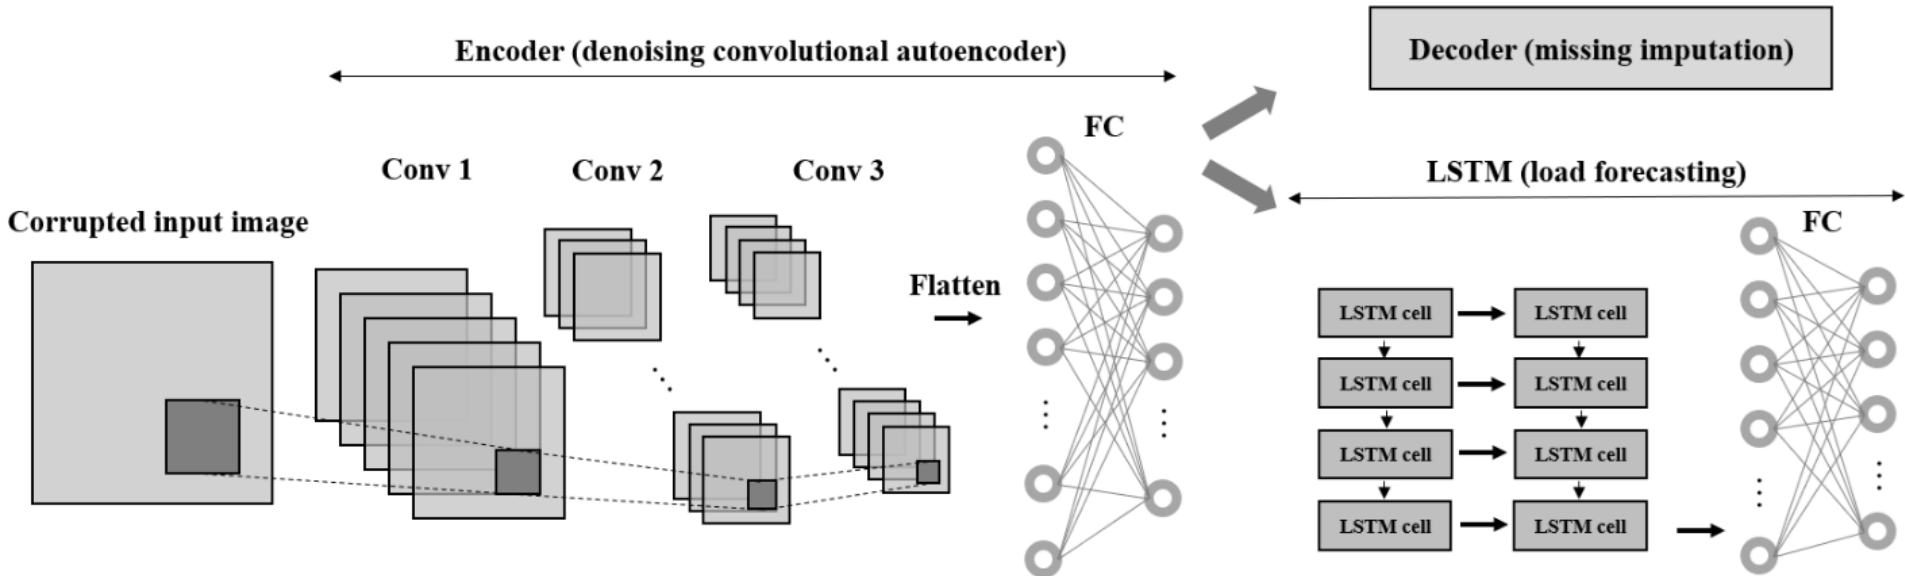 Encoder (denoising convolutional autoencoder)
Decoder (missing imputation)
FC
Conv 1
Conv 2
Conv 3
LSTM (load forecasting)
Corrupted input image
FC
Flatten
LSTM cell
LSTM cell
LSTM cell
LSTM cell
LSTM cell
LSTM cell
LSTM cell
LSTM cell